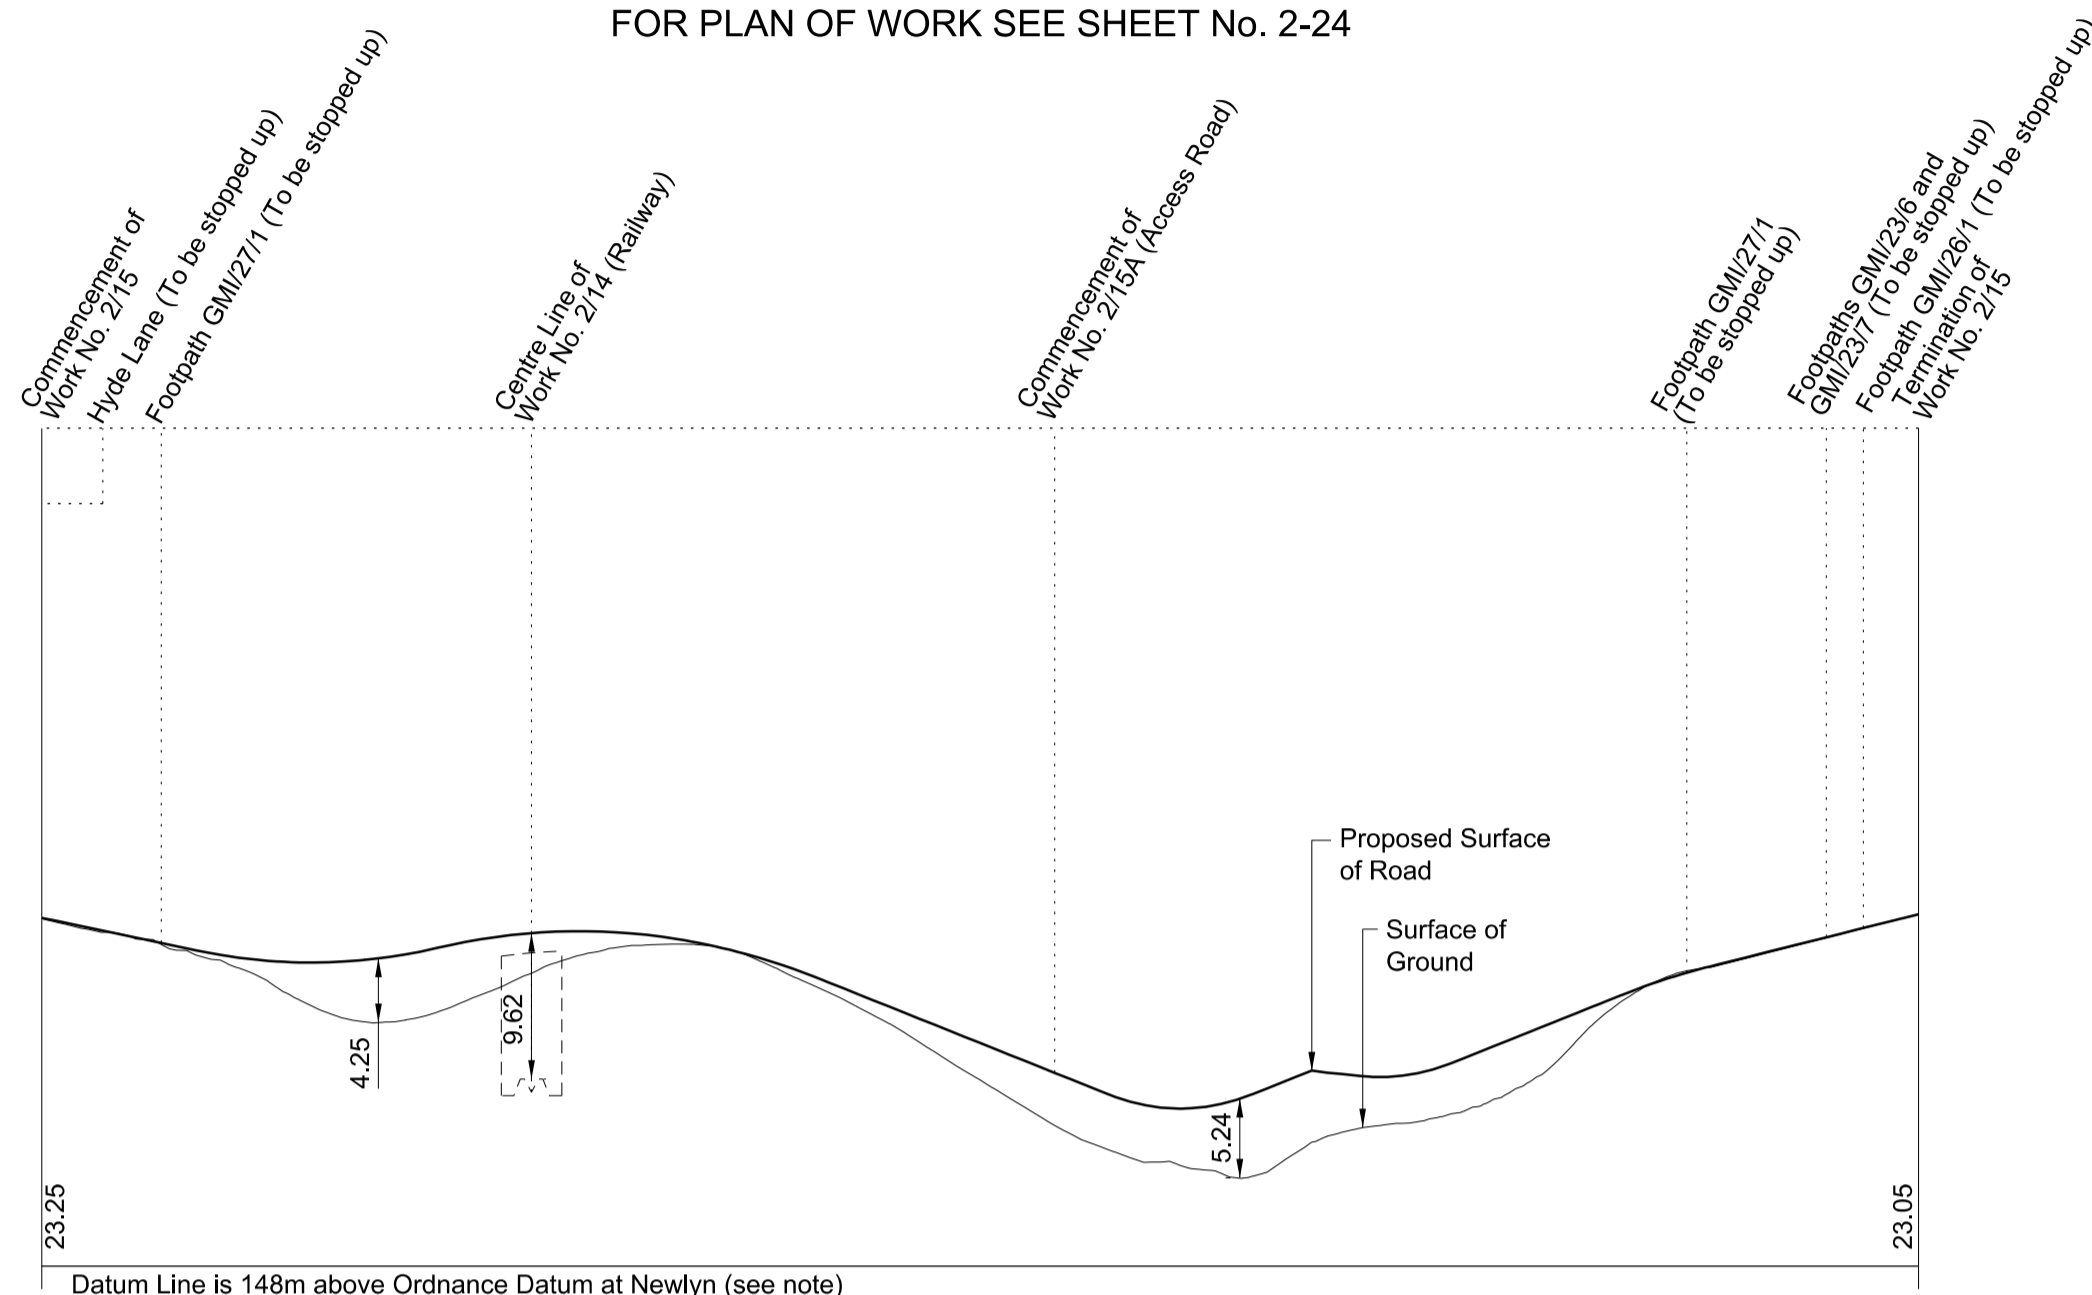 FOR PLAN OF WORK SEE SHEET No. 2-24
Commencement of
Work No. 2/15
Hyde Lane (To be stopped up)
Footpath GMI/27/1 (To be stopped up)
Centre Line of
Work No. 2/14 (Railway)
Commencement of
Work No. 2/15A (Access Road)
Footpath GMI/27/1
(To be stopped up)
Footpaths GMI/23/6 and
GMI/23/7 (To be stopped up)
Footpath GMI/26/1 (To be stopped up)
Termination of
Work No. 2/15
Proposed Surface
of Road
Surface of
Ground
4.25
9.62
5.24
23.25
23.05
Datum Line is 148m above Ordnance Datum at Newlyn (see note)